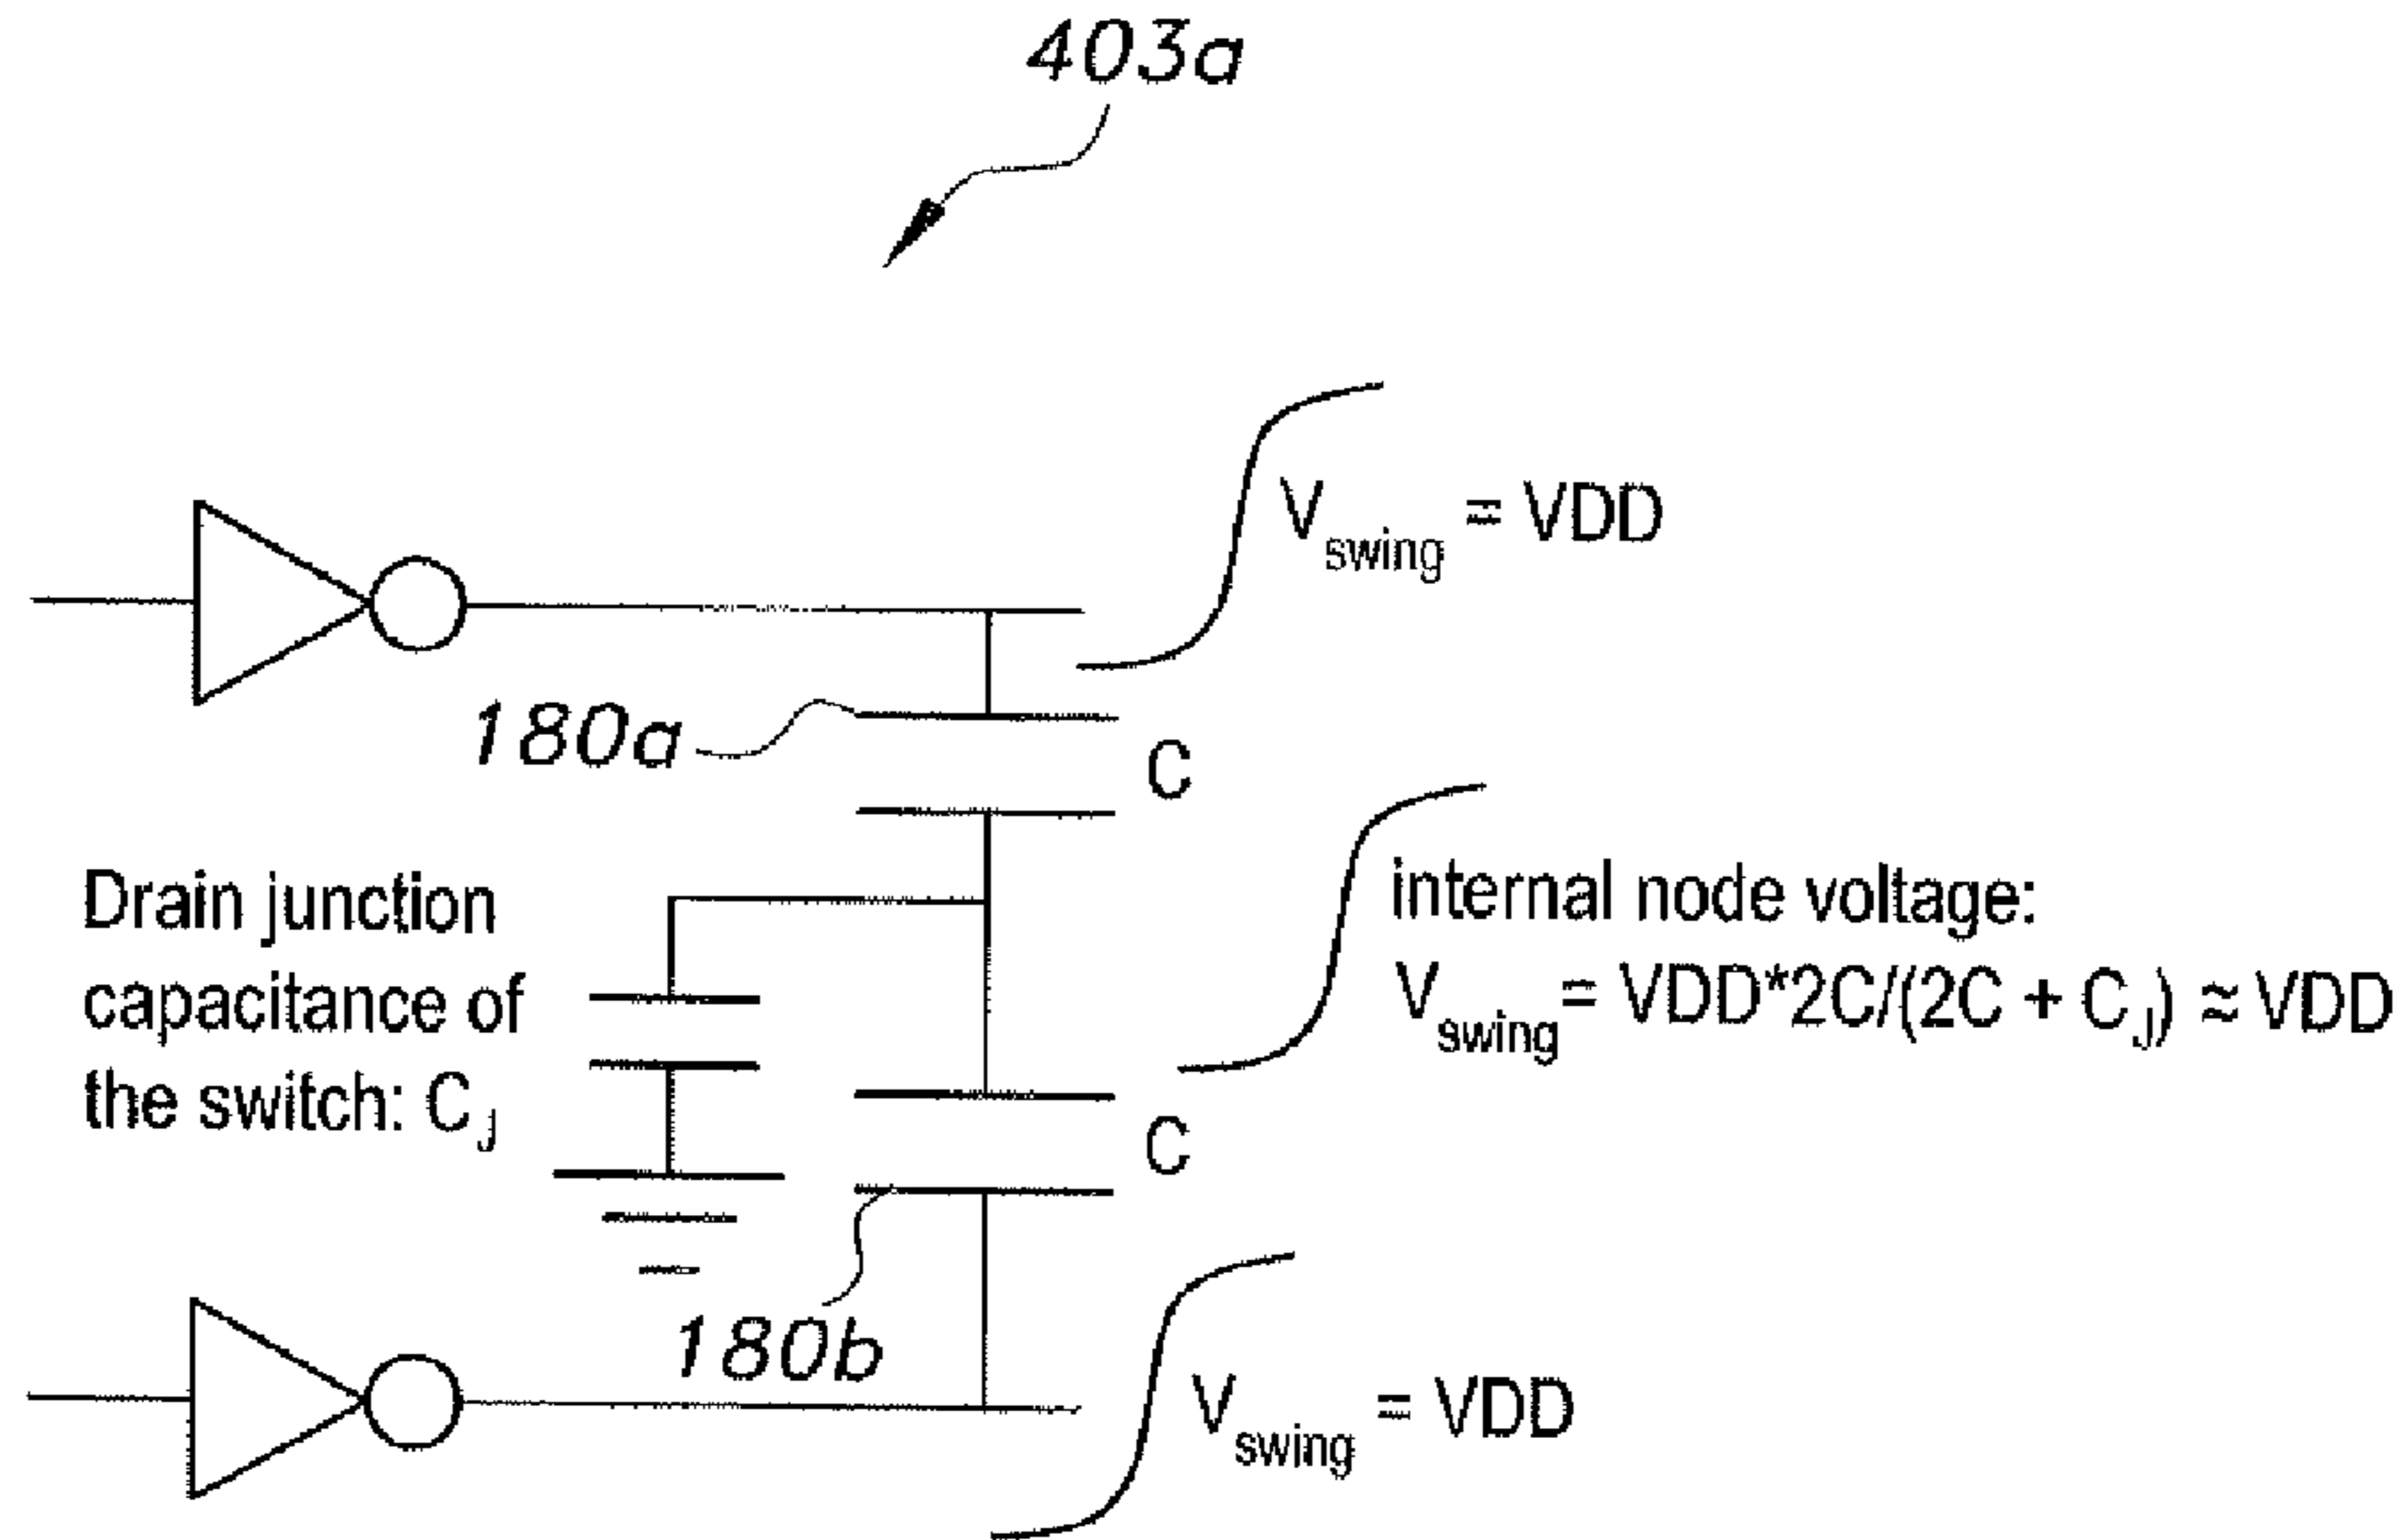 403a
V_swing = VDD
180a
C
Drain junction
capacitance of
the switch: C_J
internal node voltage:
V_swing = VDD*2C/(2C + C_J) ≈ VDD
C
180b
V_swing = VDD